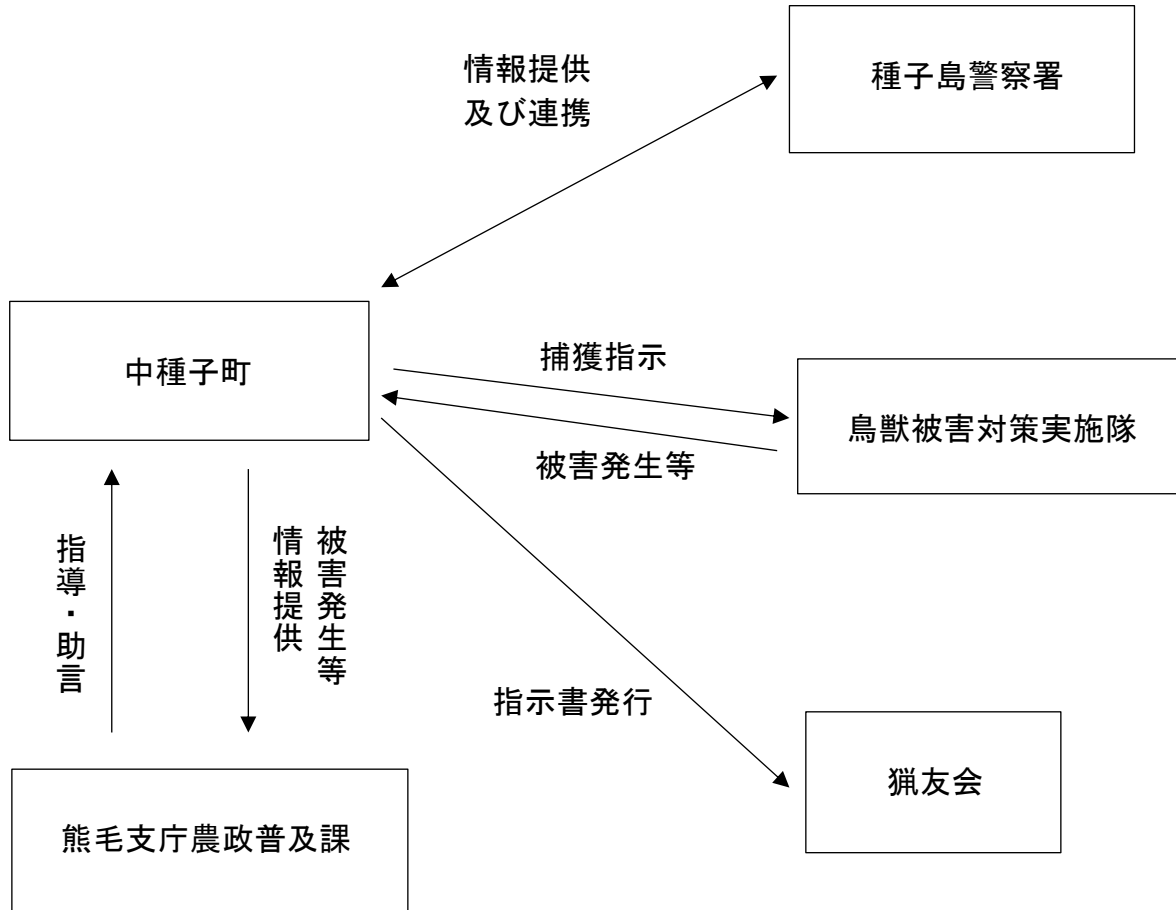 情報提供
及び連携
種子島警察署
中種子町
捕獲指示
鳥獣被害対策実施隊
被害発生等
指導・助言
被害発生等
情報提供
指示書発行
猟友会
熊毛支庁農政普及課